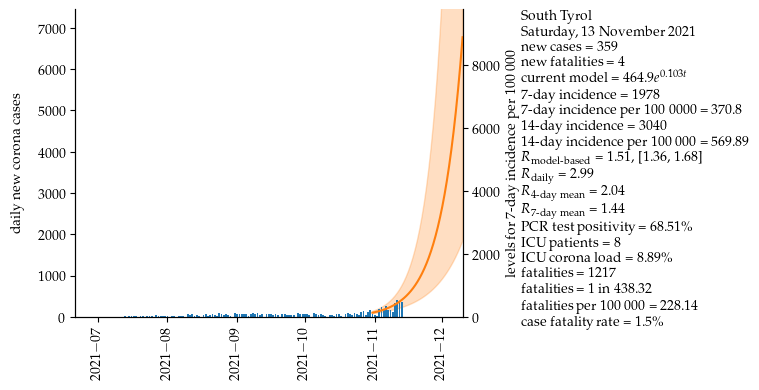 daily new corona cases
7000
6000
5000
4000
3000
2000
1000
0
2021−07
2021−08
2021−09
2021−10
2021−11
2021−12
8000
6000
4000
2000
0
levels for 7-day incidence per 100 000
South Tyrol
Saturday, 13 November 2021
new cases = 359
new fatalities = 4
current model = 464.9e^0.103t
7-day incidence = 1978
7-day incidence per 100 0000 = 370.8
14-day incidence = 3040
14-day incidence per 100 000 = 569.89
R_model-based = 1.51, [1.36, 1.68]
R_daily = 2.99
R_4-day mean = 2.04
R_7-day mean = 1.44
PCR test positivity = 68.51%
ICU patients = 8
ICU corona load = 8.89%
fatalities = 1217
fatalities = 1 in 438.32
fatalities per 100 000 = 228.14
case fatality rate = 1.5%